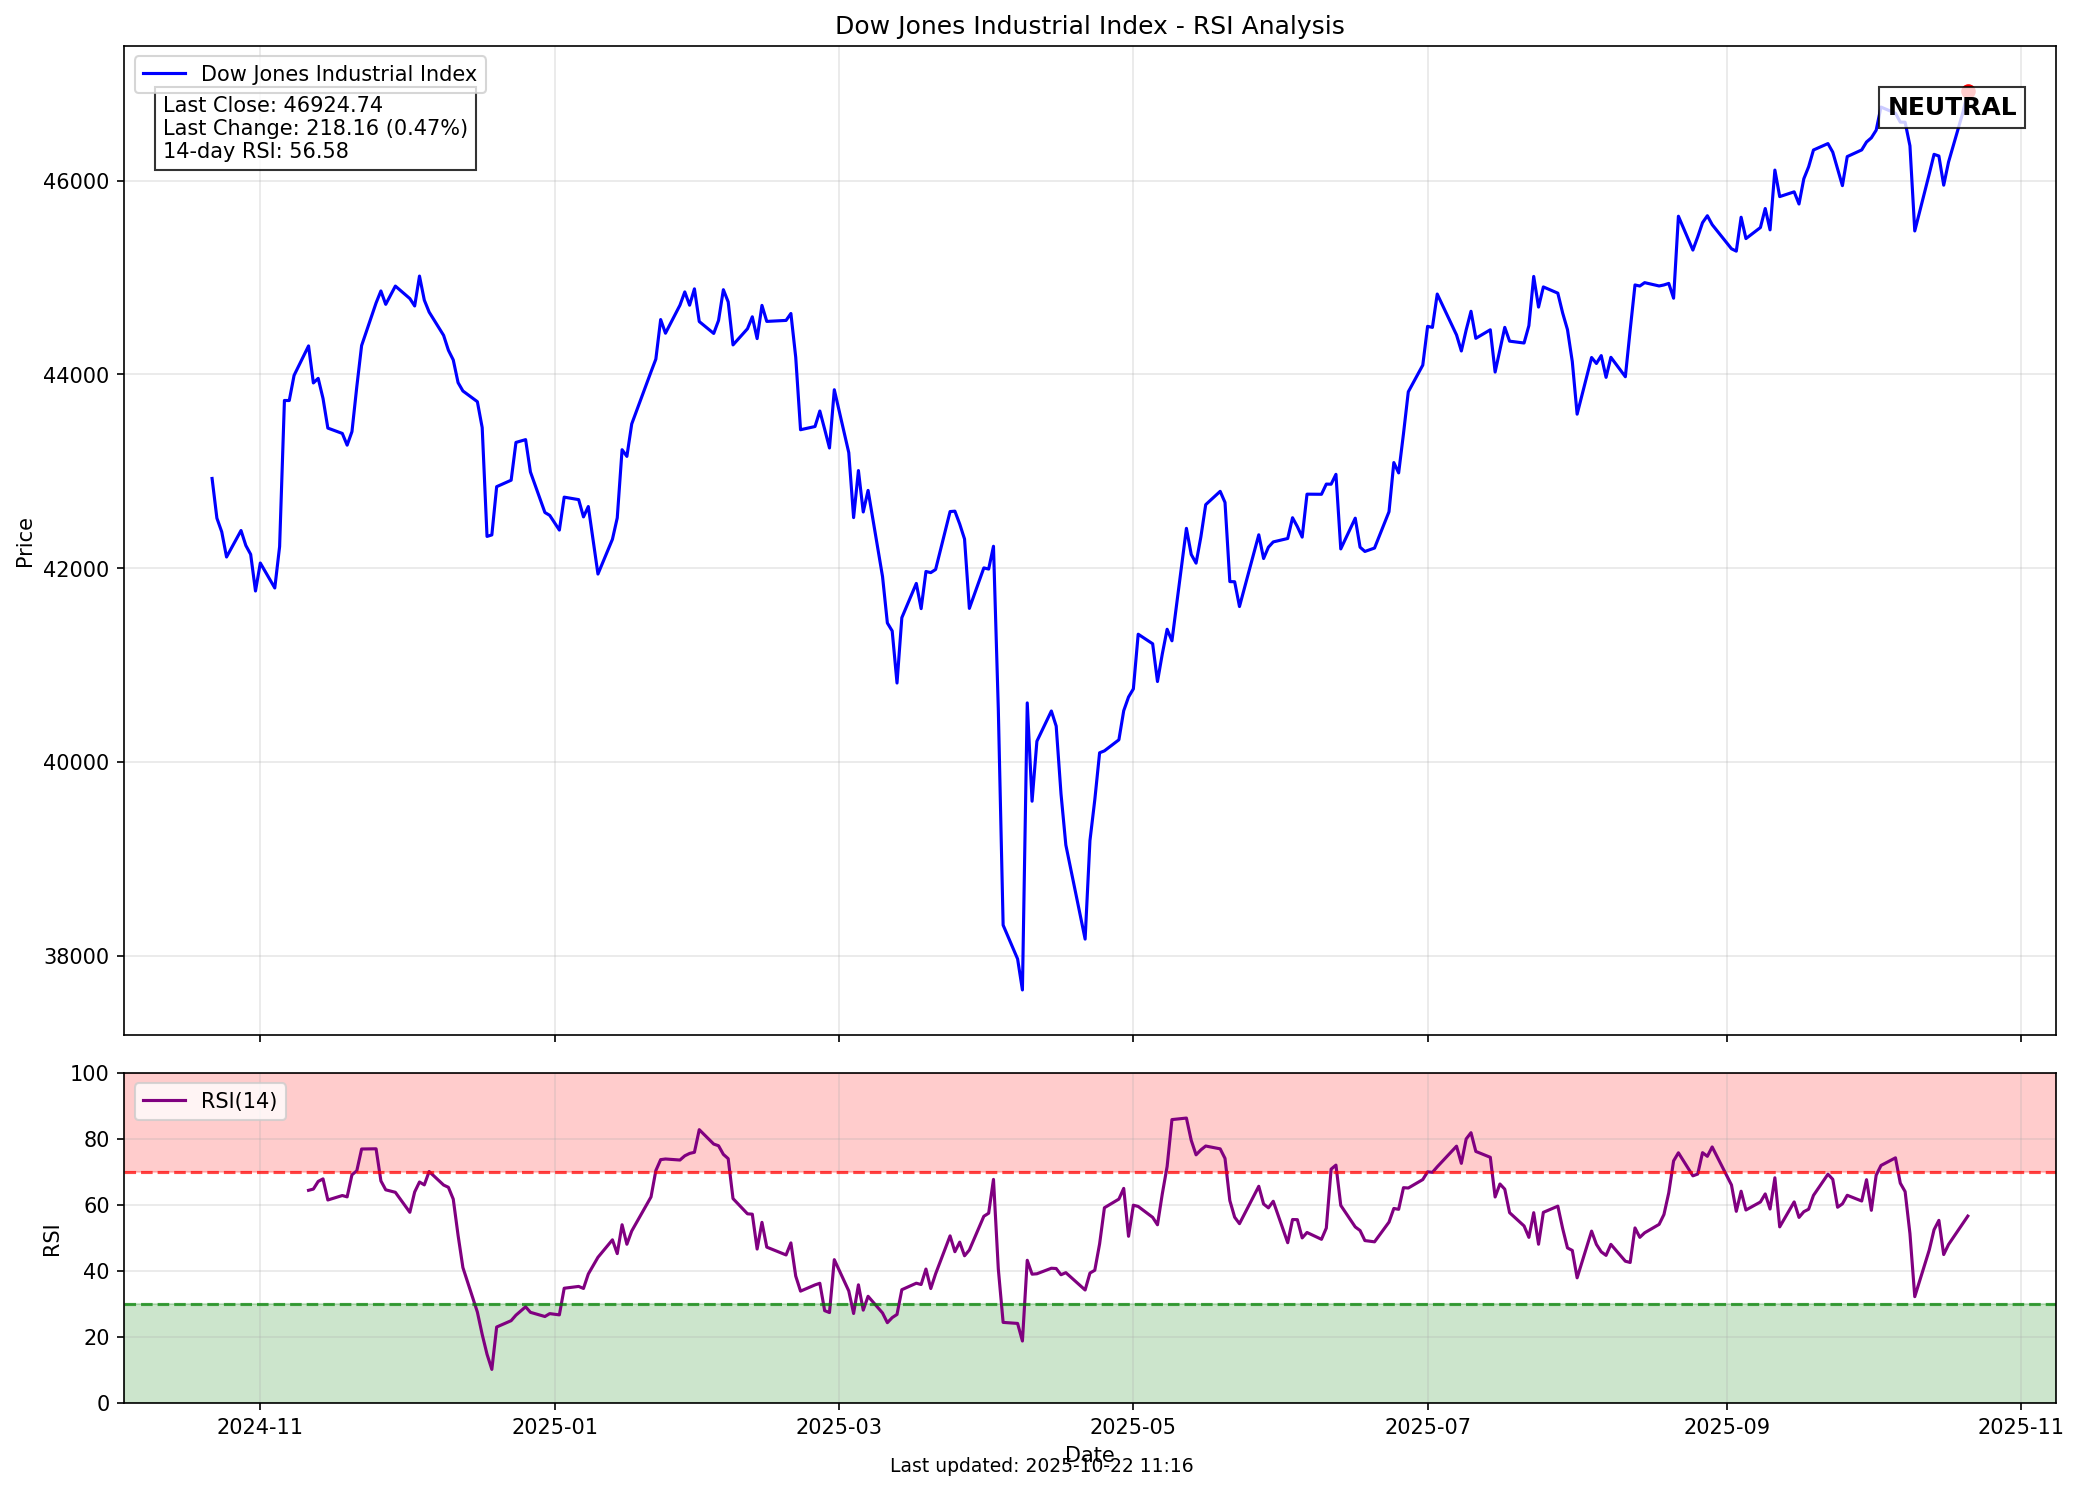 Dow Jones Industrial Index - RSI Analysis
Dow Jones Industrial Index
Last Close: 46924.74
Last Change: 218.16 (0.47%)
14-day RSI: 56.58
NEUTRAL
46000
44000
42000
40000
38000
Price
RSI(14)
100
80
60
40
20
0
RSI
2024-11
2025-01
2025-03
2025-05
2025-07
2025-09
2025-11
Date
Last updated: 2025-10-22 11:16